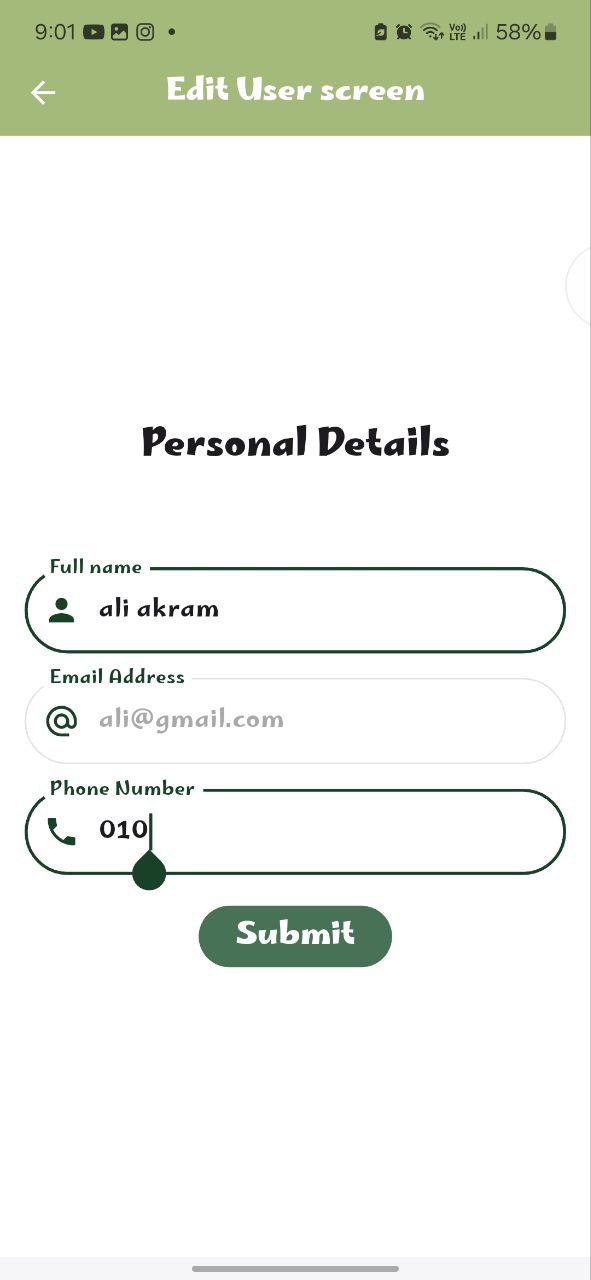 9:01 Vo) LTE 58%
Edit User screen
Personal Details
Full name
ali akram
Email Address
ali@gmail.com
Phone Number
010
Submit